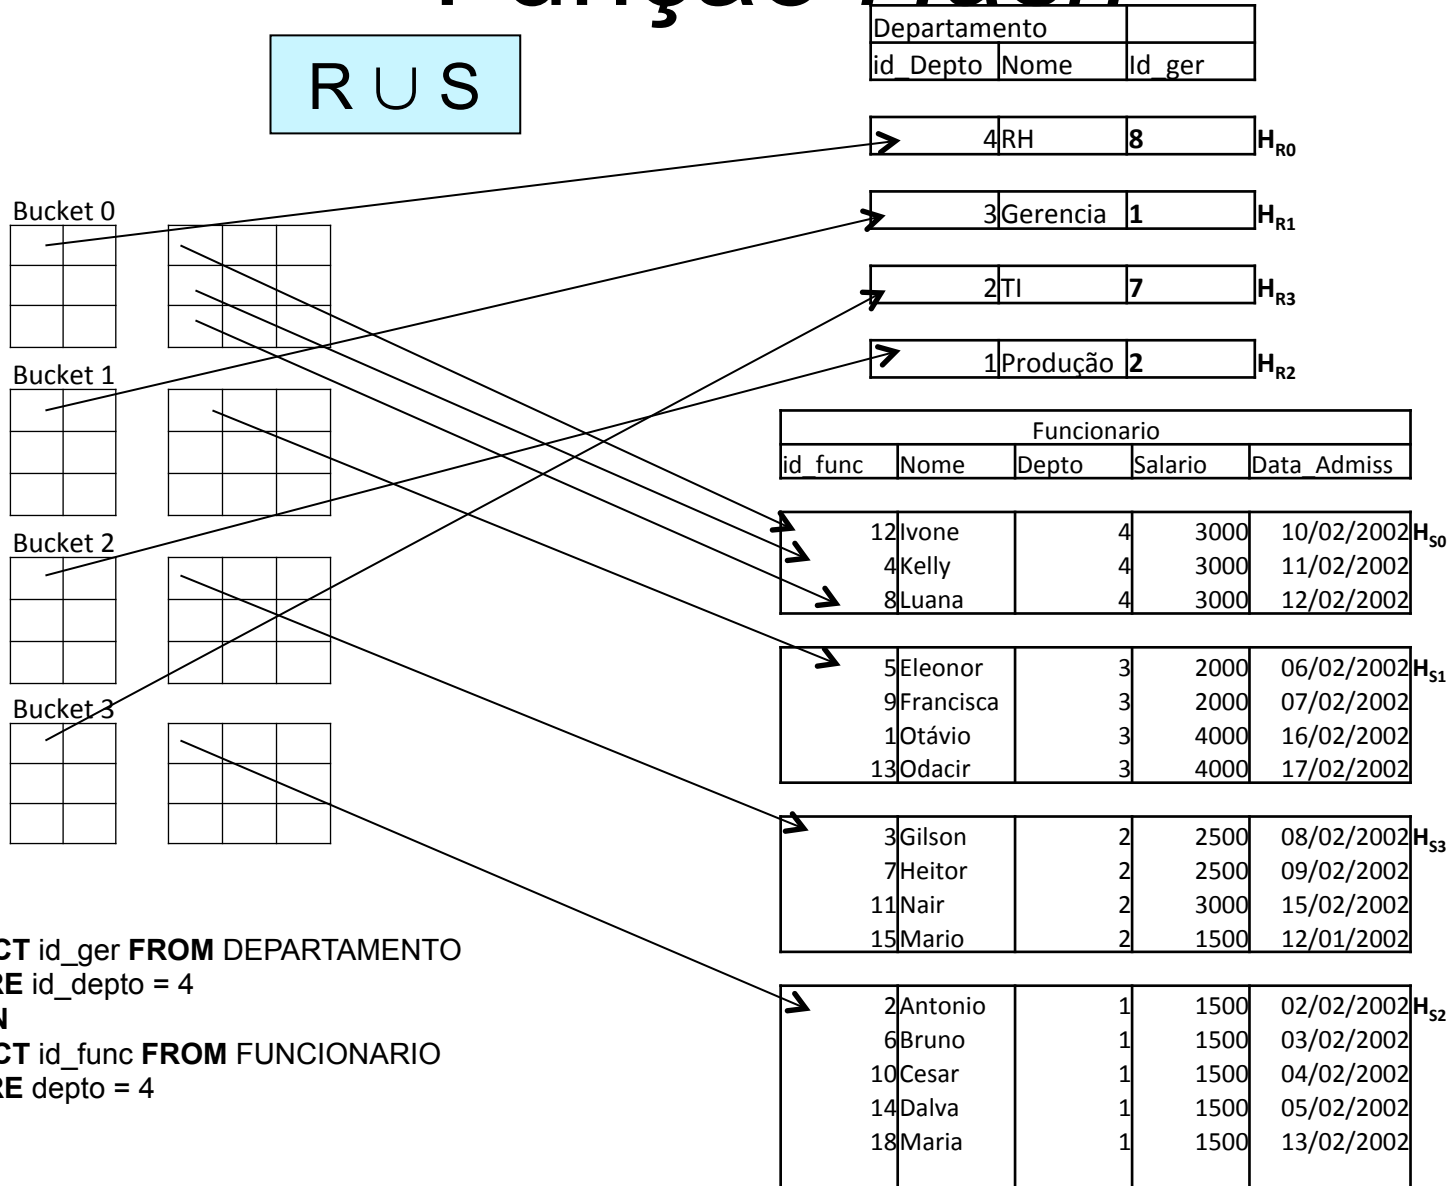 Função Hash
R ∪ S
Departamento
id_Depto Nome Id_ger
4 RH 8 HR0
3 Gerencia 1 HR1
2 TI 7 HR3
1 Produção 2 HR2
Bucket 0
Bucket 1
Bucket 2
Bucket 3
Funcionario
id_func Nome Depto Salario Data_Admiss
12 Ivone 4 3000 10/02/2002 HS0
4 Kelly 4 3000 11/02/2002
8 Luana 4 3000 12/02/2002
5 Eleonor 3 2000 06/02/2002 HS1
9 Francisca 3 2000 07/02/2002
1 Otávio 3 4000 16/02/2002
13 Odacir 3 4000 17/02/2002
3 Gilson 2 2500 08/02/2002 HS3
7 Heitor 2 2500 09/02/2002
11 Nair 2 3000 15/02/2002
15 Mario 2 1500 12/01/2002
2 Antonio 1 1500 02/02/2002 HS2
6 Bruno 1 1500 03/02/2002
10 Cesar 1 1500 04/02/2002
14 Dalva 1 1500 05/02/2002
18 Maria 1 1500 13/02/2002
CT id_ger FROM DEPARTAMENTO
RE id_depto = 4
N
CT id_func FROM FUNCIONARIO
RE depto = 4